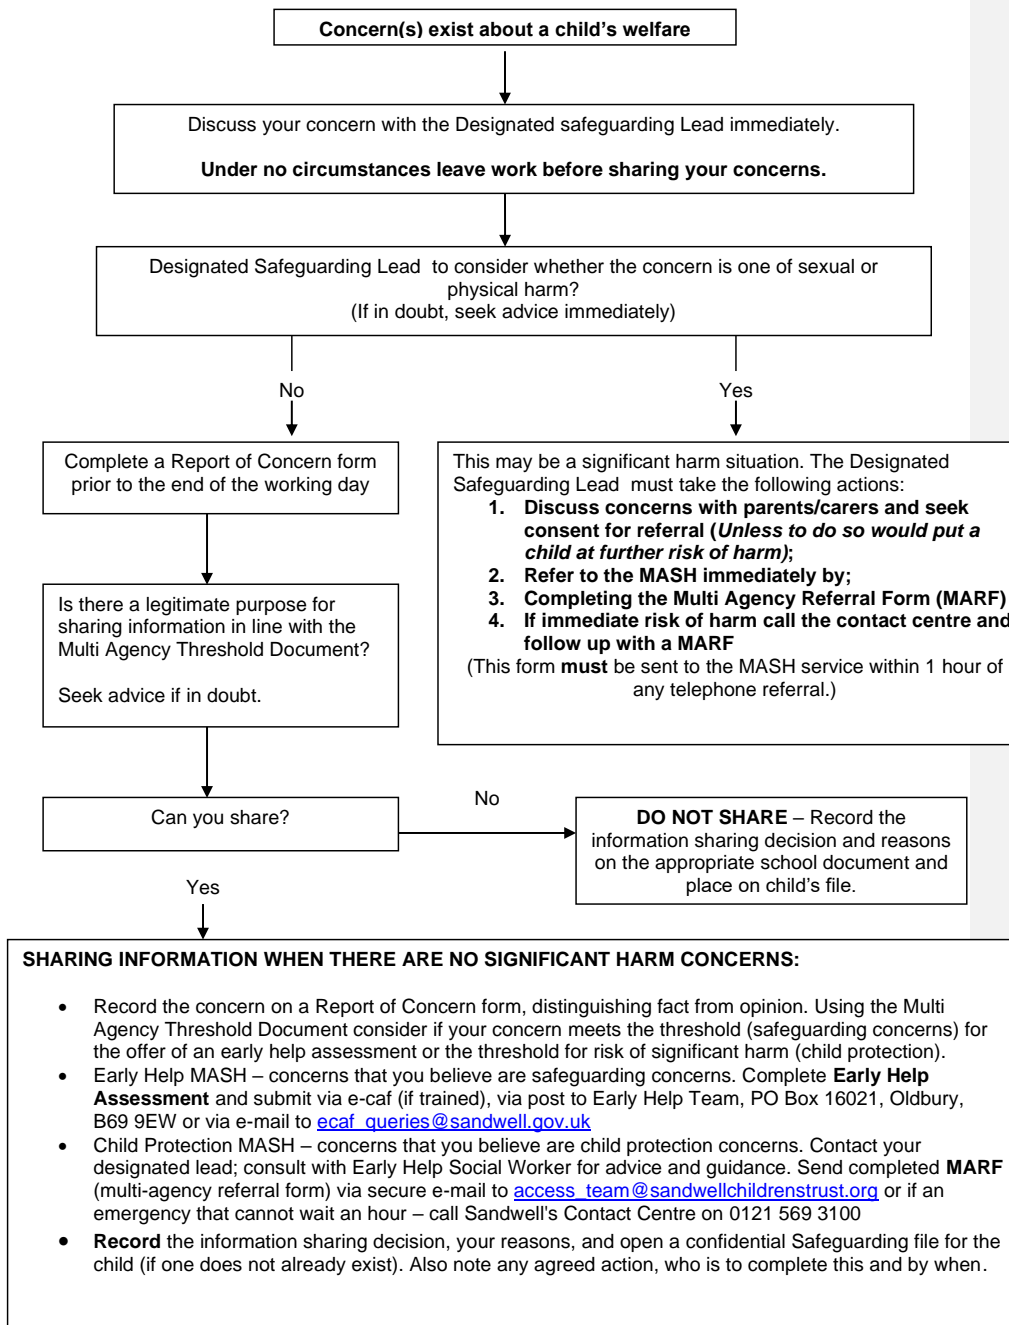 Concern(s) exist about a child's welfare
Discuss your concern with the Designated safeguarding Lead immediately.
Under no circumstances leave work before sharing your concerns.
Designated Safeguarding Lead  to consider whether the concern is one of sexual or
physical harm?
(If in doubt, seek advice immediately)
No
Yes
Complete a Report of Concern form
prior to the end of the working day
This may be a significant harm situation. The Designated
Safeguarding Lead  must take the following actions:
1. Discuss concerns with parents/carers and seek
consent for referral (Unless to do so would put a
child at further risk of harm);
2. Refer to the MASH immediately by;
3. Completing the Multi Agency Referral Form (MARF)
4. If immediate risk of harm call the contact centre and
follow up with a MARF
(This form must be sent to the MASH service within 1 hour of
any telephone referral.)
Is there a legitimate purpose for
sharing information in line with the
Multi Agency Threshold Document?
Seek advice if in doubt.
Can you share?
No
DO NOT SHARE – Record the
information sharing decision and reasons
on the appropriate school document and
place on child's file.
Yes
SHARING INFORMATION WHEN THERE ARE NO SIGNIFICANT HARM CONCERNS:
• Record the concern on a Report of Concern form, distinguishing fact from opinion. Using the Multi
Agency Threshold Document consider if your concern meets the threshold (safeguarding concerns) for
the offer of an early help assessment or the threshold for risk of significant harm (child protection).
• Early Help MASH – concerns that you believe are safeguarding concerns. Complete Early Help
Assessment and submit via e-caf (if trained), via post to Early Help Team, PO Box 16021, Oldbury,
B69 9EW or via e-mail to ecaf_queries@sandwell.gov.uk
• Child Protection MASH – concerns that you believe are child protection concerns. Contact your
designated lead; consult with Early Help Social Worker for advice and guidance. Send completed MARF
(multi-agency referral form) via secure e-mail to access_team@sandwellchildrenstrust.org or if an
emergency that cannot wait an hour – call Sandwell's Contact Centre on 0121 569 3100
• Record the information sharing decision, your reasons, and open a confidential Safeguarding file for the
child (if one does not already exist). Also note any agreed action, who is to complete this and by when.